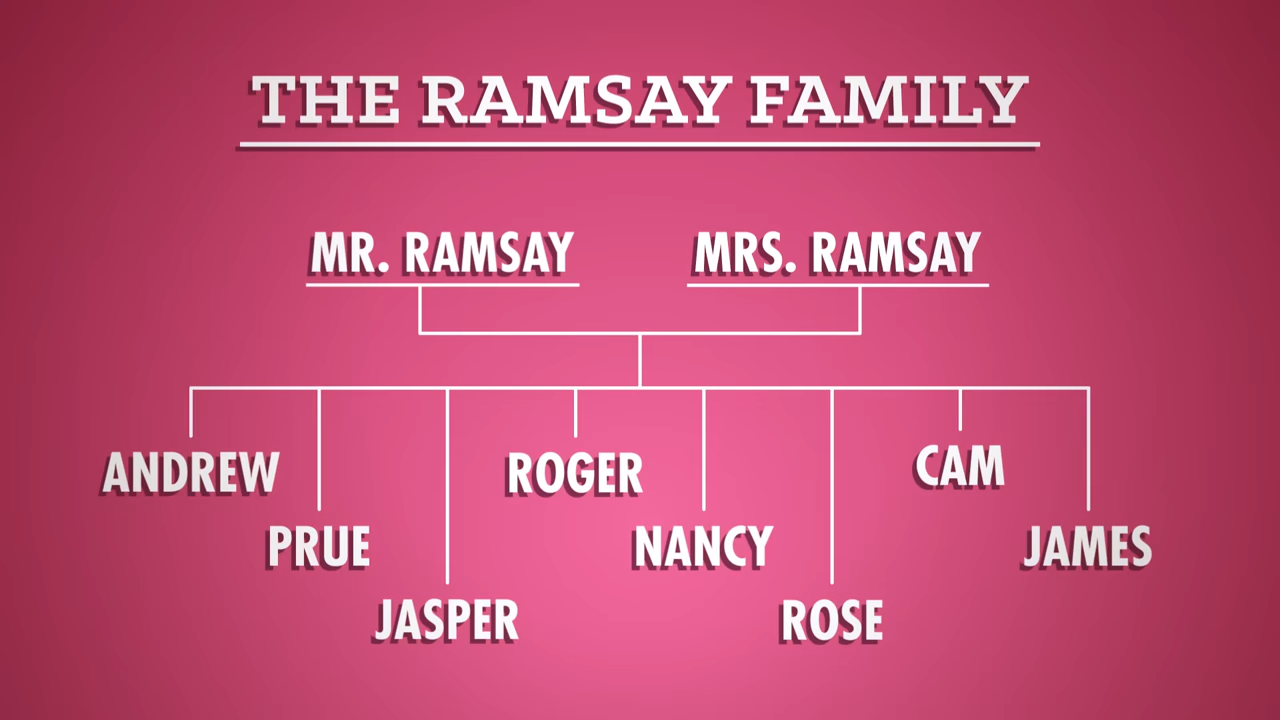 THE RAMSAY FAMILY
MR. RAMSAY
MRS. RAMSAY
ANDREW
PRUE
JASPER
ROGER
NANCY
ROSE
CAM
JAMES